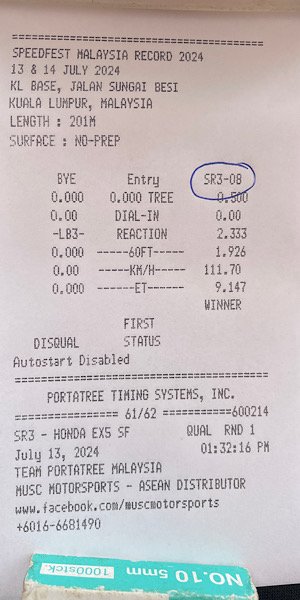 ==========================================
SPEEDFEST MALAYSIA RECORD 2024
13 & 14 JULY 2024
KL BASE, JALAN SUNGAI BESI
KUALA LUMPUR, MALAYSIA
LENGTH : 201M
SURFACE : NO-PREP
BYE Entry SR3-08
0.000 0.000 TREE 0.500
0.00 DIAL-IN 0.00
-LB3- REACTION 2.333
0.000 ------60FT----- 1.926
0.00 ------KM/H----- 111.70
0.000 ------ET------ 9.147
WINNER
FIRST
DISQUAL STATUS
Autostart Disabled
==========================================
PORTATREE TIMING SYSTEMS, INC.
================= 61/62 ===========600214
SR3 - HONDA EX5 SF QUAL RND 1
July 13, 2024 01:32:16 PM
TEAM PORTATREE MALAYSIA
MUSC MOTORSPORTS - ASEAN DISTRIBUTOR
www.facebook.com/muscmotorsports
+6016-6681490
NO.10 5mm 1000stck.